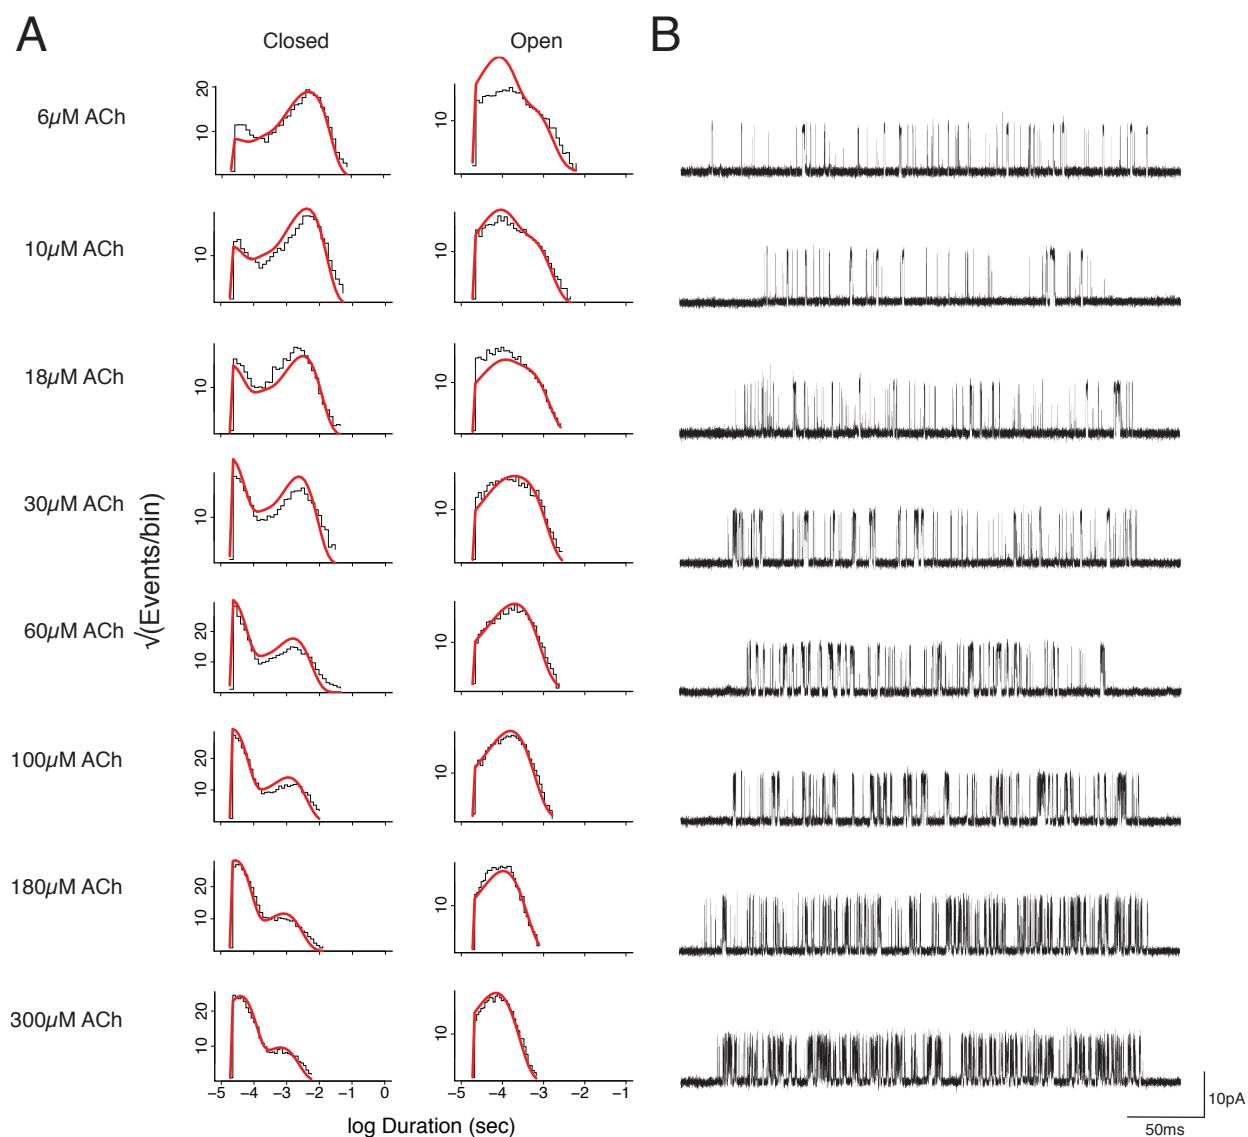 A
Closed
Open
B
6µM ACh
20
10
10
10µM ACh
10
10
18µM ACh
10
10
30µM ACh
10
10
√(Events/bin)
60µM ACh
20
10
10
100µM ACh
20
10
10
180µM ACh
20
10
10
300µM ACh
20
10
10
−5 −4 −3 −2 −1 0
−5 −4 −3 −2 −1
log Duration (sec)
10pA
50ms